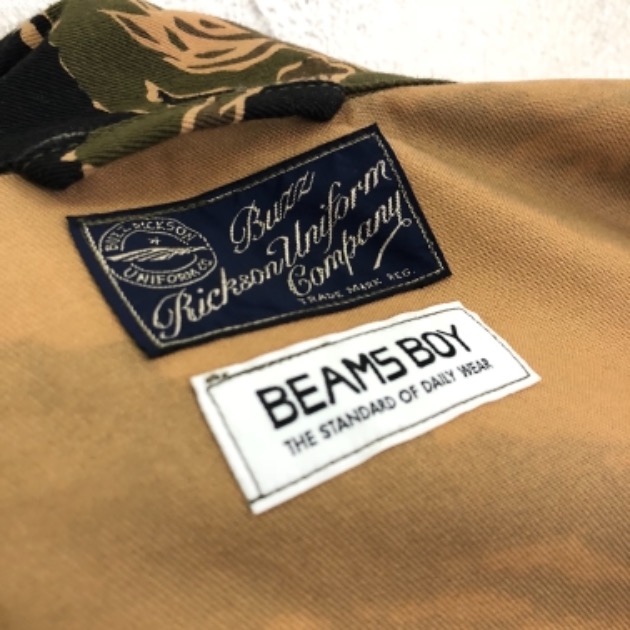 BUZZ RICKSON
UNIFORM CO.
Buzz
Rickson Uniform
Company
TRADE MARK REG.
BEAMS BOY
THE STANDARD OF DAILY WEAR